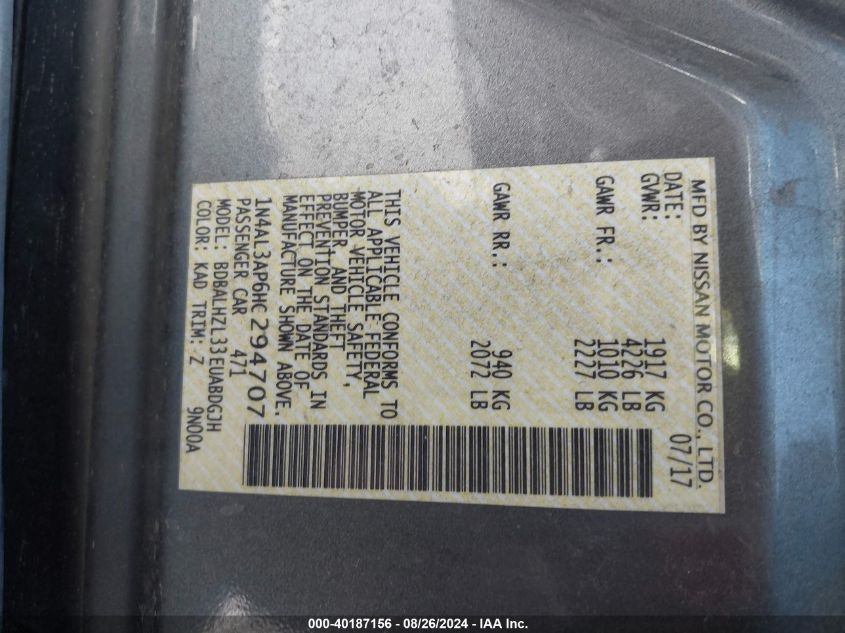 MFD BY NISSAN MOTOR CO., LTD.
DATE: 07/17
GVWR: 1917 KG
4226 LB
GAWR FR.: 1010 KG
2227 LB
GAWR RR.: 940 KG
2072 LB
THIS VEHICLE CONFORMS TO
ALL APPLICABLE FEDERAL
MOTOR VEHICLE SAFETY,
BUMPER, AND THEFT
PREVENTION STANDARDS IN
EFFECT ON THE DATE OF
MANUFACTURE SHOWN ABOVE.
1N4AL3AP6HC294707
PASSENGER CAR 471
MODEL: BDBALHZL33EUABDGJH
COLOR: KAD TRIM: Z 9N00A
000-40187156 - 08/26/2024 - IAA Inc.